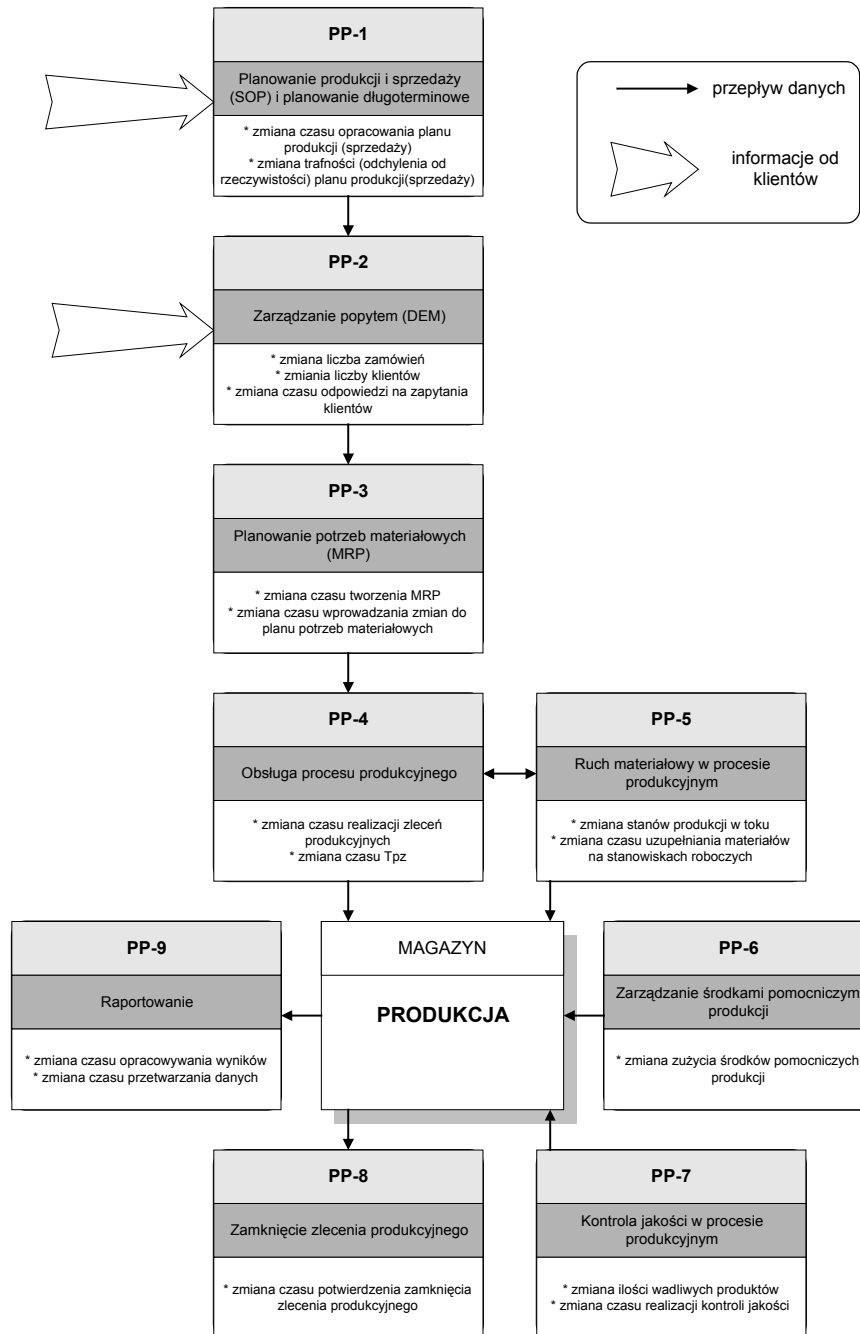 PP-1
Planowanie produkcji i sprzedaży
(SOP) i planowanie długoterminowe
* zmiana czasu opracowania planu
produkcji (sprzedaży)
* zmiana trafności (odchylenia od
rzeczywistości) planu produkcji(sprzedaży)
przepływ danych
informacje od
klientów
PP-2
Zarządzanie popytem (DEM)
* zmiana liczba zamówień
* zmiania liczby klientów
* zmiana czasu odpowiedzi na zapytania
klientów
PP-3
Planowanie potrzeb materiałowych
(MRP)
* zmiana czasu tworzenia MRP
* zmiana czasu wprowadzania zmian do
planu potrzeb materiałowych
PP-4
Obsługa procesu produkcyjnego
* zmiana czasu realizacji zleceń
produkcyjnych
* zmiana czasu Tpz
PP-5
Ruch materiałowy w procesie
produkcyjnym
* zmiana stanów produkcji w toku
* zmiana czasu uzupełniania materiałów
na stanowiskach roboczych
PP-9
Raportowanie
* zmiana czasu opracowywania wyników
* zmiana czasu przetwarzania danych
MAGAZYN
PRODUKCJA
PP-6
Zarządzanie środkami pomocniczym
produkcji
* zmiana zużycia środków pomocniczych
produkcji
PP-8
Zamknięcie zlecenia produkcyjnego
* zmiana czasu potwierdzenia zamknięcia
zlecenia produkcyjnego
PP-7
Kontrola jakości w procesie
produkcyjnym
* zmiana ilości wadliwych produktów
* zmiana czasu realizacji kontroli jakości